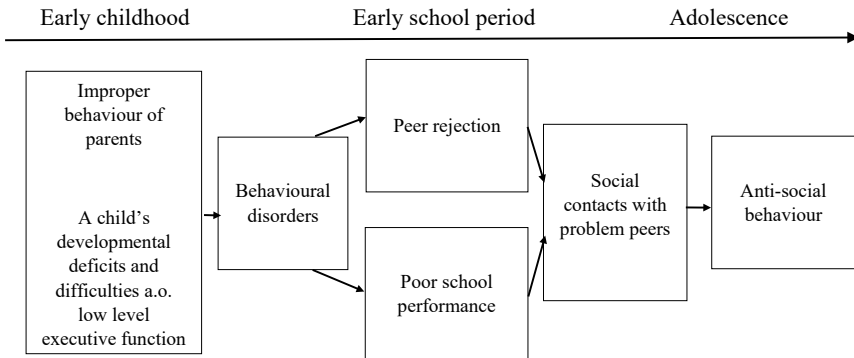 Early childhood
Early school period
Adolescence
Improper
behaviour of
parents
A child’s
developmental
deficits and
difficulties a.o.
low level
executive function
Behavioural
disorders
Peer rejection
Poor school
performance
Social
contacts with
problem peers
Anti-social
behaviour